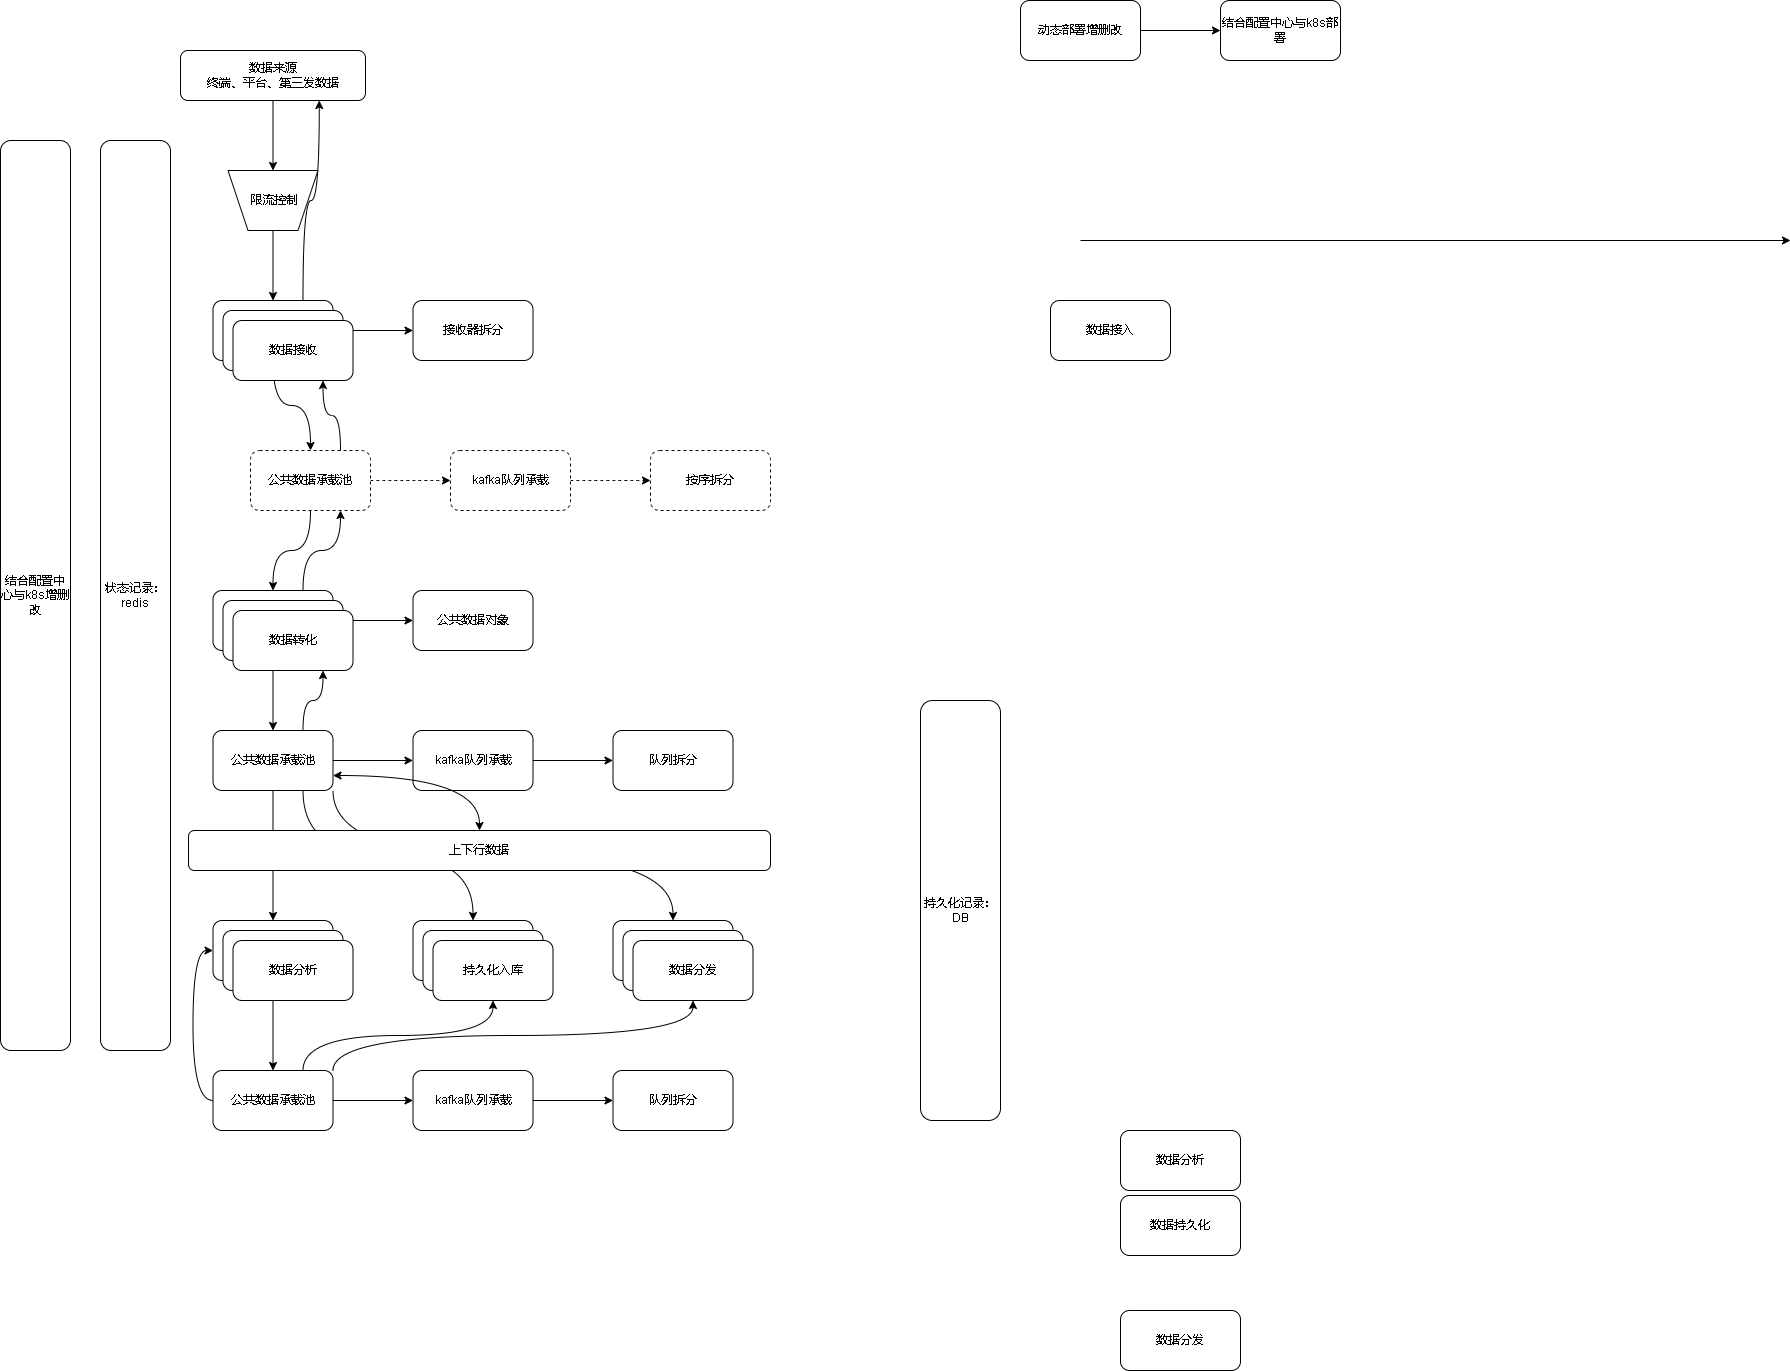 动态部署增删改
结合配置中心与k8s部
署
数据来源
终端、平台、第三发数据
限流控制
数据接收
接收器拆分
数据接入
公共数据承载池
kafka队列承载
按序拆分
结合配置中
心与k8s增删
改
状态记录：
redis
数据转化
公共数据对象
公共数据承载池
kafka队列承载
队列拆分
上下行数据
持久化记录：
DB
数据分析
持久化入库
数据分发
公共数据承载池
kafka队列承载
队列拆分
数据分析
数据持久化
数据分发